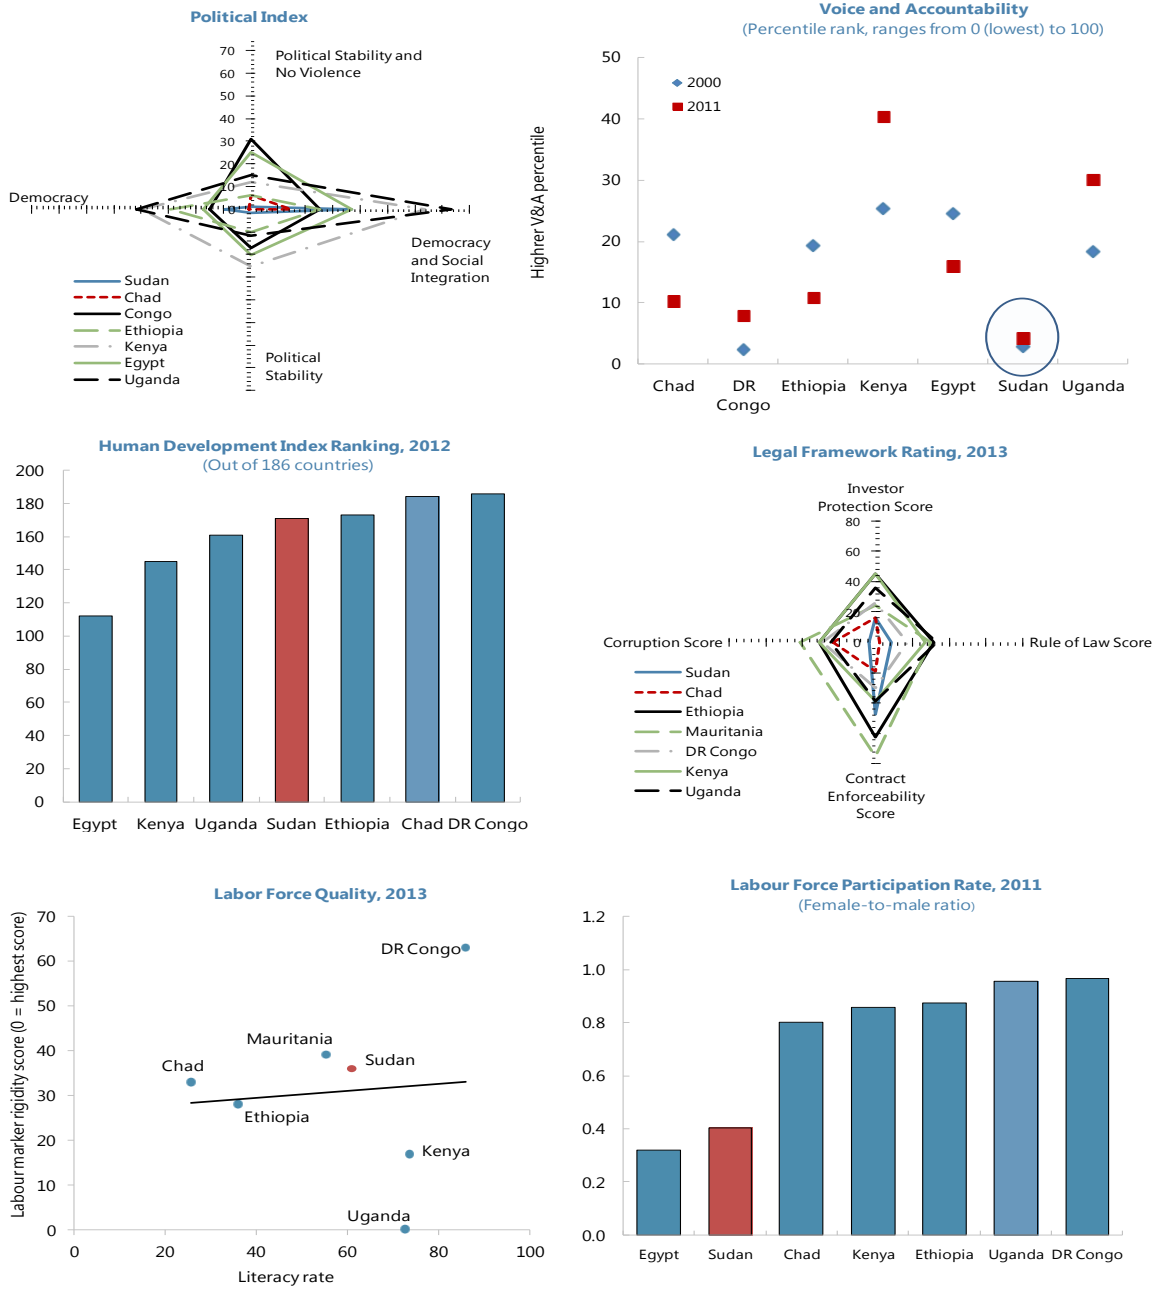 Political Index
70
60
50
40
30
20
10
0
Political Stability and
No Violence
Democracy
Democracy
and Social
Integration
Political
Stability
Sudan
Chad
Congo
Ethiopia
Kenya
Egypt
Uganda
Voice and Accountability
(Percentile rank, ranges from 0 (lowest) to 100)
Highrer V&A percentile
50
40
30
20
10
0
2000
2011
Chad
DR
Congo
Ethiopia
Kenya
Egypt
Sudan
Uganda
Human Development Index Ranking, 2012
(Out of 186 countries)
200
180
160
140
120
100
80
60
40
20
0
Egypt
Kenya
Uganda
Sudan
Ethiopia
Chad
DR Congo
Legal Framework Rating, 2013
Investor
Protection Score
80
60
40
20
0
Corruption Score
Rule of Law Score
Contract
Enforceability
Score
Sudan
Chad
Ethiopia
Mauritania
DR Congo
Kenya
Uganda
Labor Force Quality, 2013
Labour marker rigidity score (0 = highest score)
70
60
50
40
30
20
10
0
DR Congo
Mauritania
Sudan
Chad
Ethiopia
Kenya
Uganda
0
20
40
60
80
100
Literacy rate
Labour Force Participation Rate, 2011
(Female-to-male ratio)
1.2
1.0
0.8
0.6
0.4
0.2
0.0
Egypt
Sudan
Chad
Kenya
Ethiopia
Uganda
DR Congo